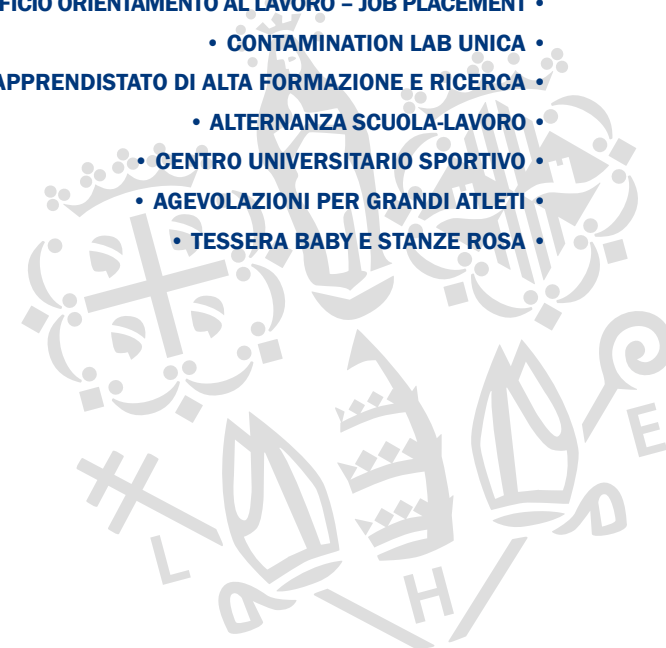 FICIO ORIENTAMENTO AL LAVORO – JOB PLACEMENT •
• CONTAMINATION LAB UNICA •
APPRENDISTATO DI ALTA FORMAZIONE E RICERCA •
• ALTERNANZA SCUOLA-LAVORO •
• CENTRO UNIVERSITARIO SPORTIVO •
• AGEVOLAZIONI PER GRANDI ATLETI •
• TESSERA BABY E STANZE ROSA •
E
L
H